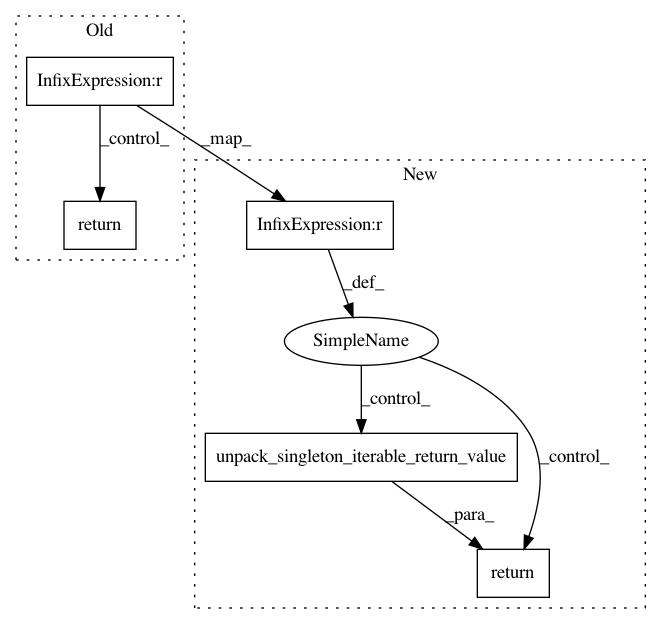 Old
InfixExpression:r
_control_
_map_
New
return
InfixExpression:r
_def_
SimpleName
_control_
unpack_singleton_iterable_return_value
_control_
_para_
return